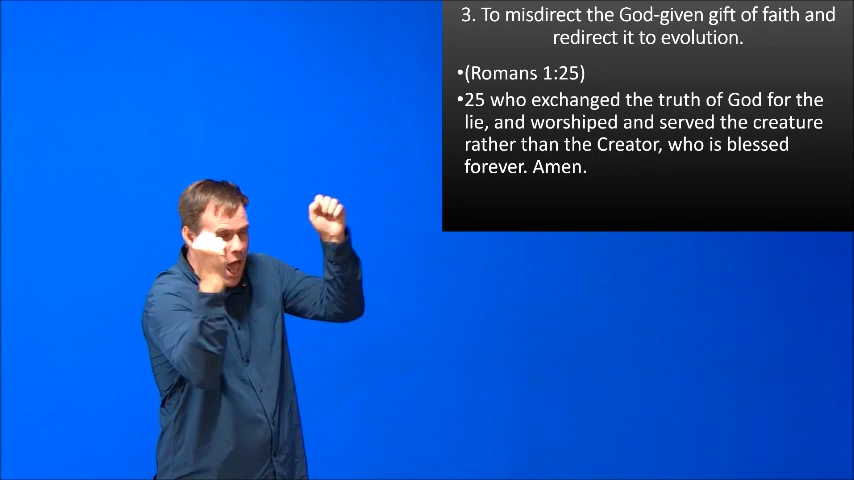 3. To misdirect the God-given gift of faith and
redirect it to evolution.
•(Romans 1:25)
•25 who exchanged the truth of God for the
lie, and worshiped and served the creature
rather than the Creator, who is blessed
forever. Amen.